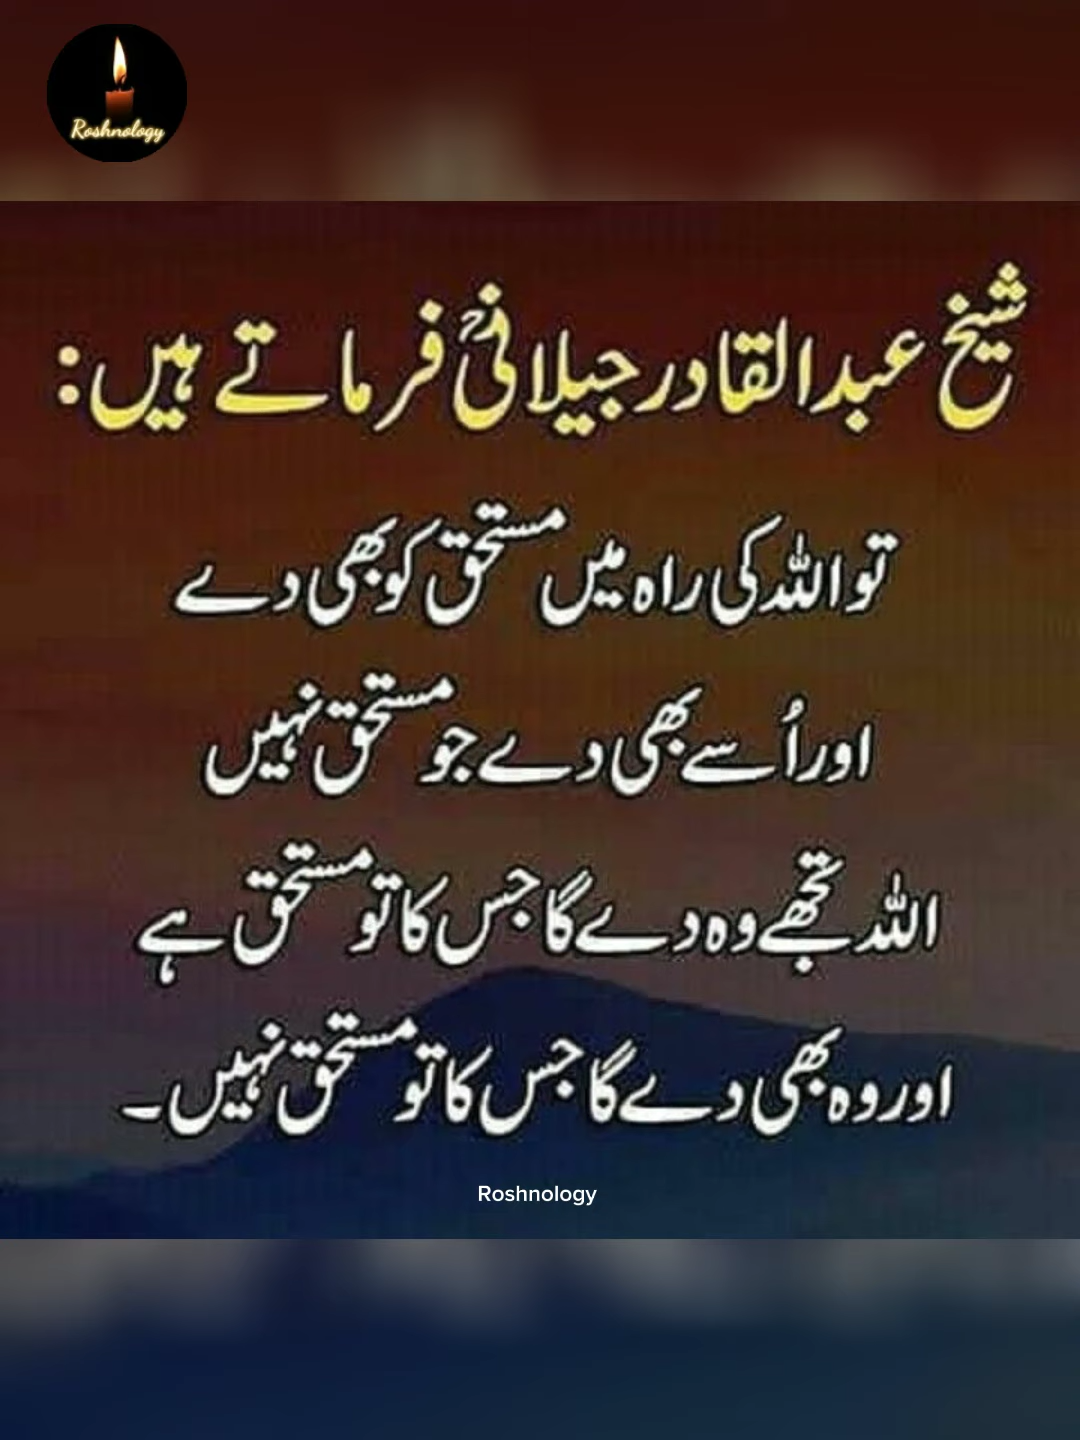 Roshnology
شیخ عبدالقادر جیلانیؒ فرماتے ہیں:
تو اللہ کی راہ میں مستحق کو بھی دے
اور اُسے بھی دے جو مستحق نہیں
اللہ تجھے وہ دے گا جس کا تو مستحق ہے
اور وہ بھی دے گا جس کا تو مستحق نہیں۔
Roshnology